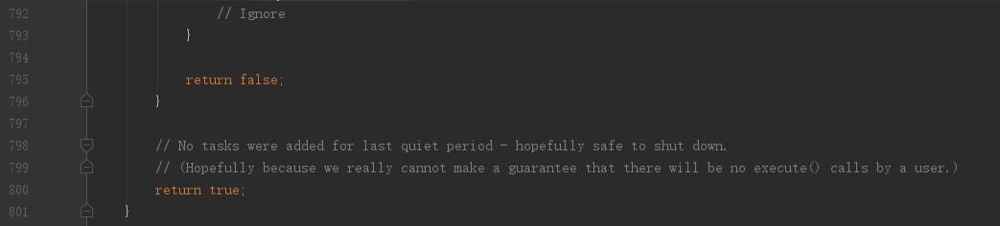 792 // Ignore
793 }
794
795 return false;
796 }
797
798 // No tasks were added for last quiet period - hopefully safe to shut down.
799 // (Hopefully because we really cannot make a guarantee that there will be no execute() calls by a user.)
800 return true;
801 }